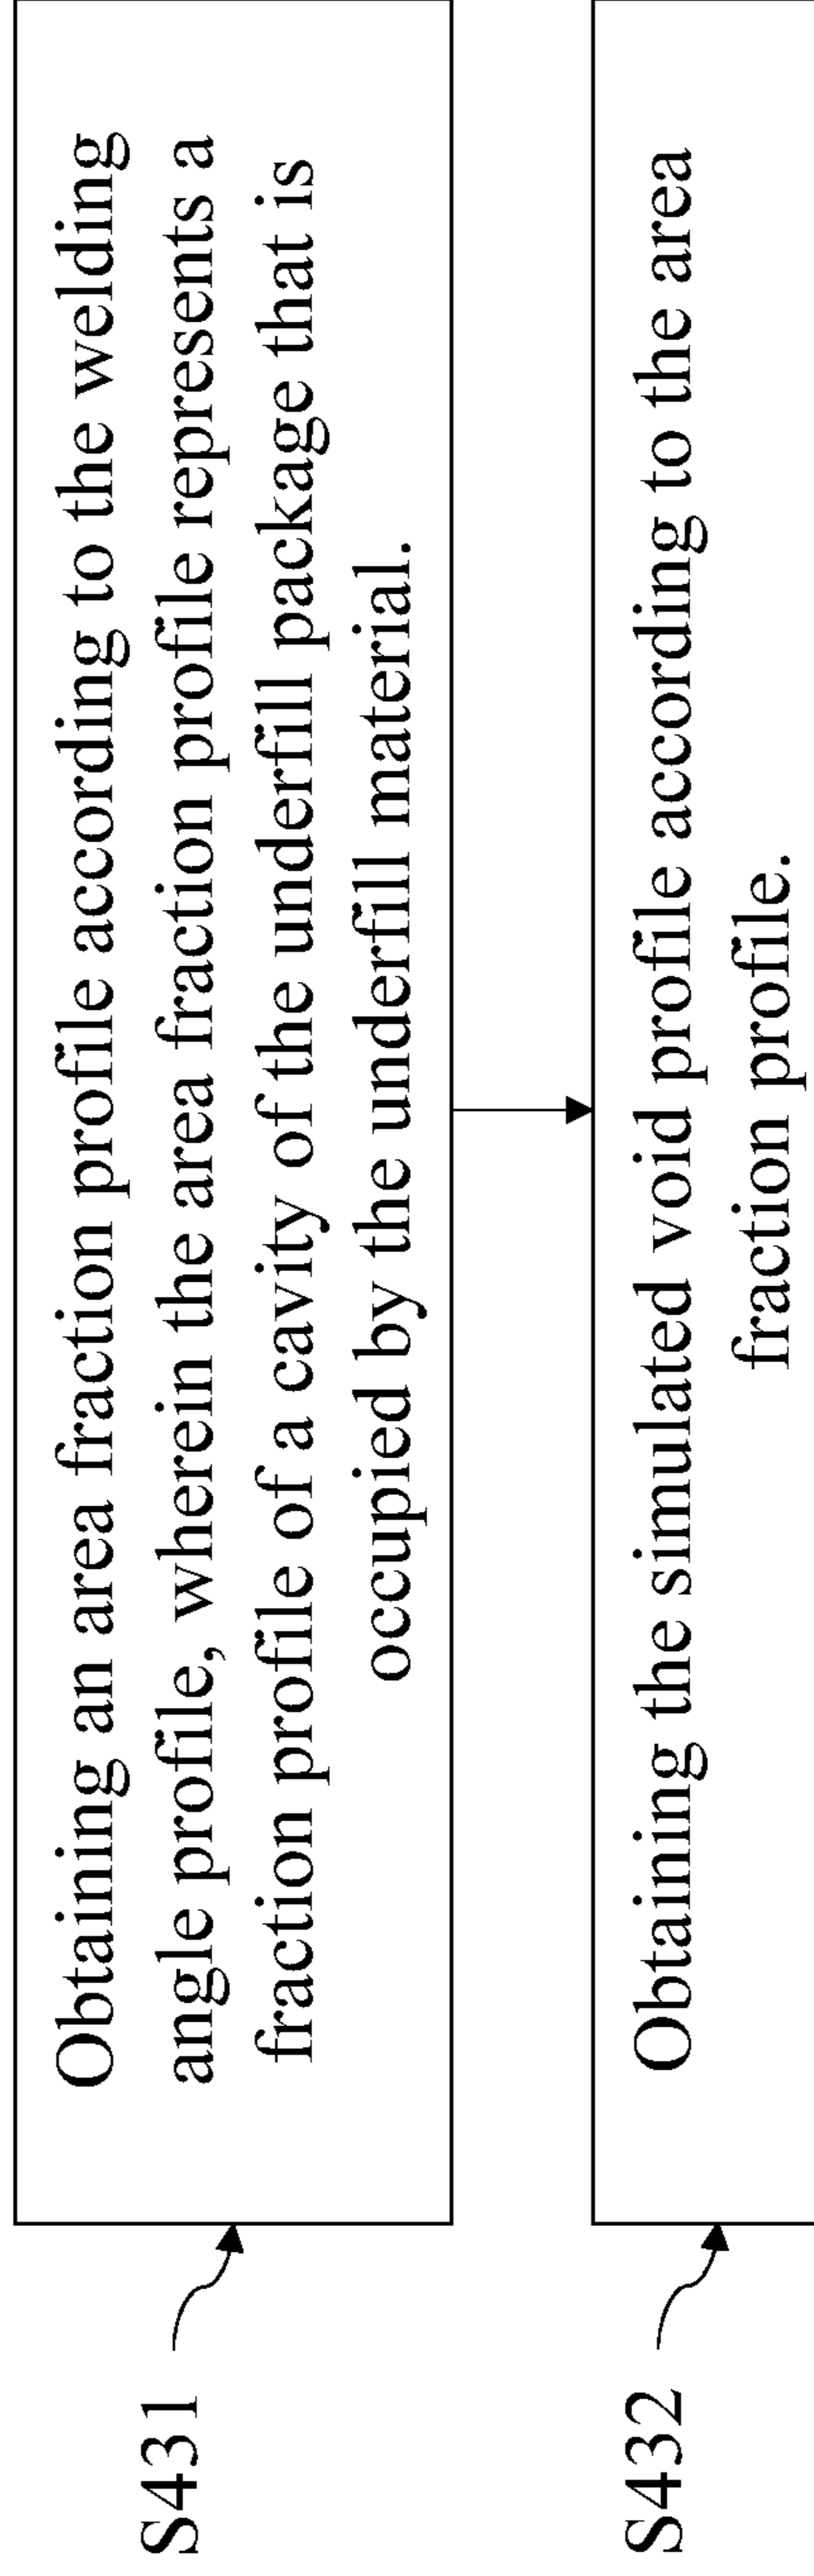 S431
Obtaining an area fraction profile according to the welding
angle profile, wherein the area fraction profile represents a
fraction profile of a cavity of the underfill package that is
occupied by the underfill material.
S432
Obtaining the simulated void profile according to the area
fraction profile.